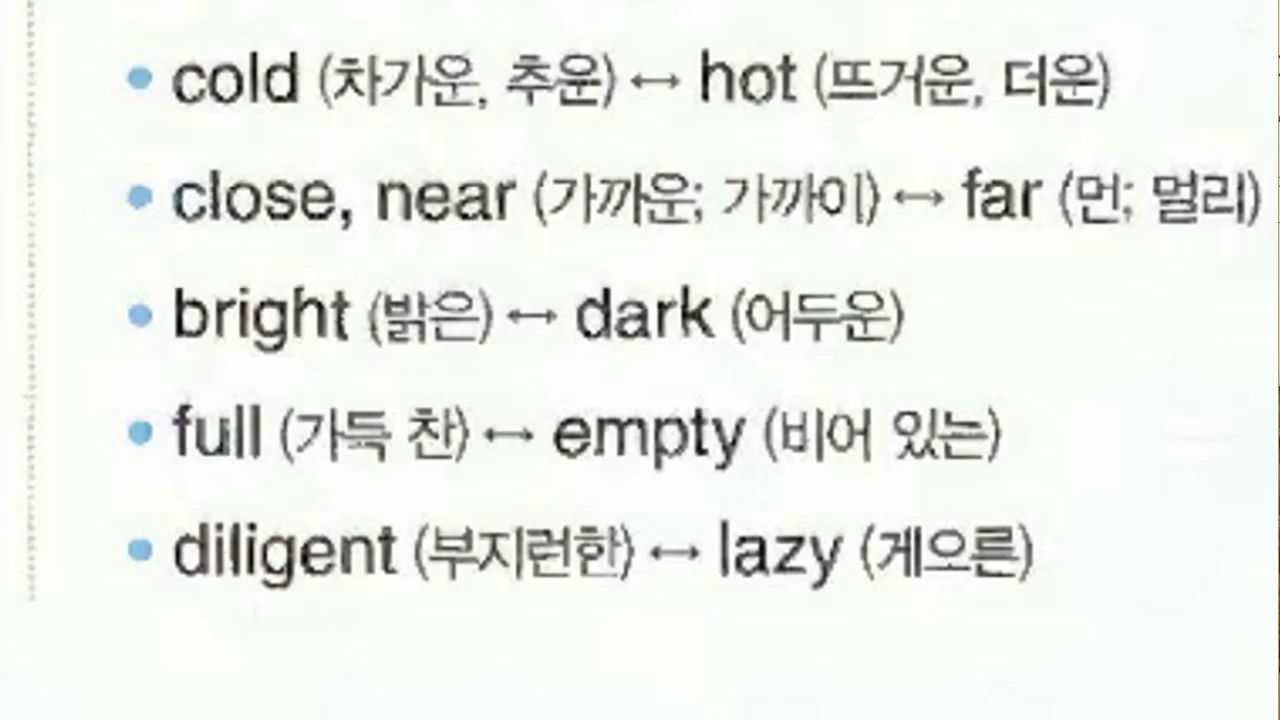 • cold (차가운, 추운) ↔ hot (뜨거운, 더운)
• close, near (가까운; 가까이) ↔ far (먼; 멀리)
• bright (밝은) ↔ dark (어두운)
• full (가득 찬) ↔ empty (비어 있는)
• diligent (부지런한) ↔ lazy (게으른)